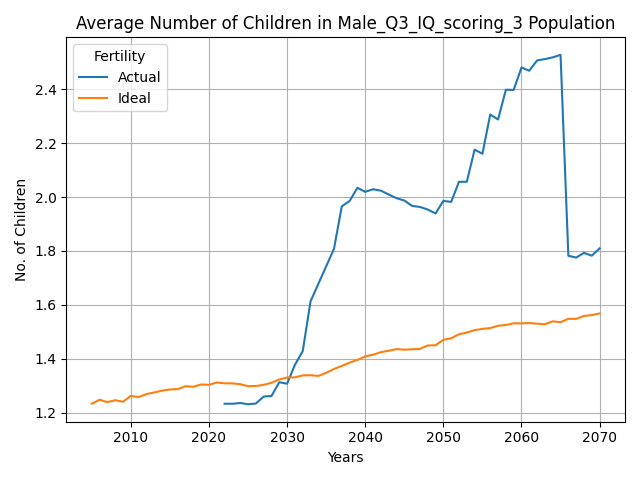 Average Number of Children in Male_Q3_IQ_scoring_3 Population
Fertility
Actual
Ideal
No. of Children
2.4
2.2
2.0
1.8
1.6
1.4
1.2
2010 2020 2030 2040 2050 2060 2070
Years